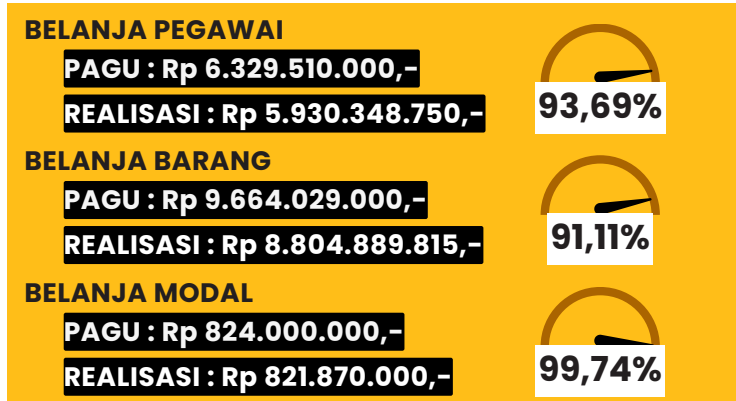 BELANJA PEGAWAI
PAGU : Rp 6.329.510.000,-
REALISASI : Rp 5.930.348.750,-
93,69%
BELANJA BARANG
PAGU : Rp 9.664.029.000,-
REALISASI : Rp 8.804.889.815,-
91,11%
BELANJA MODAL
PAGU : Rp 824.000.000,-
REALISASI : Rp 821.870.000,-
99,74%